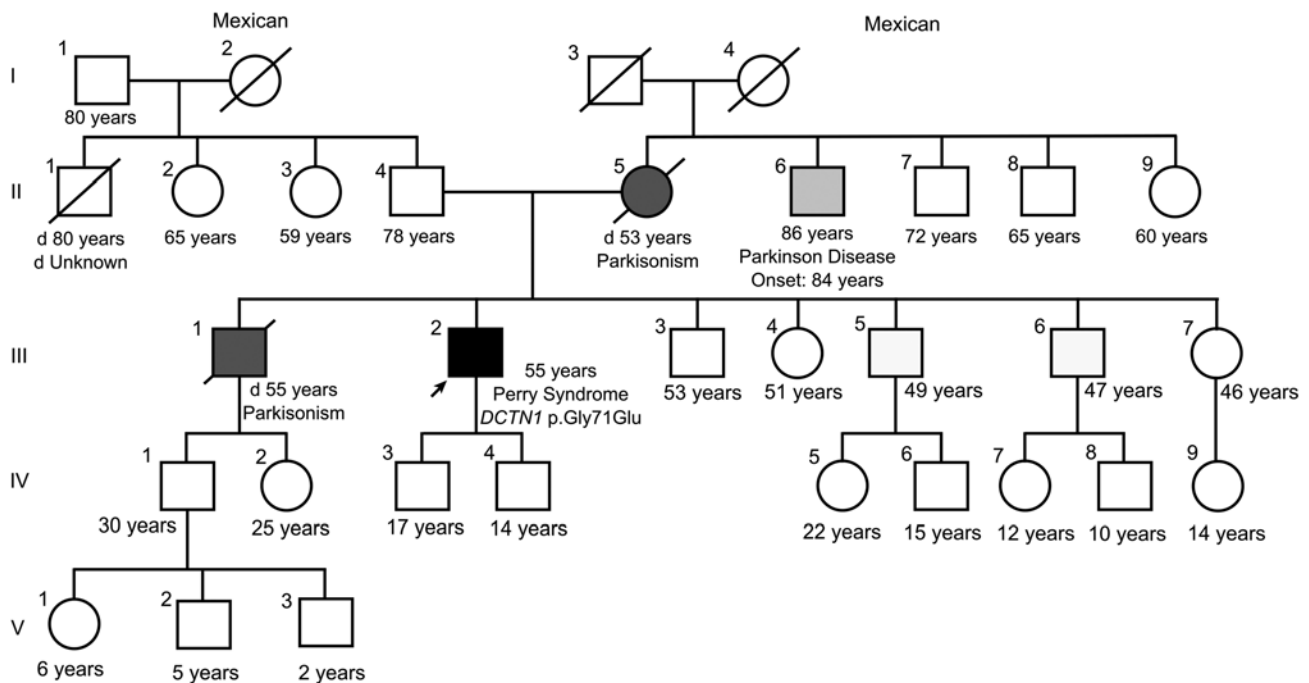 Mexican
Mexican
I
1
2
3
4
80 years
II
1
2
3
4
5
6
7
8
9
d 80 years
d Unknown
65 years
59 years
78 years
d 53 years
Parkisonism
86 years
Parkinson Disease
Onset: 84 years
72 years
65 years
60 years
III
1
2
3
4
5
6
7
d 55 years
Parkisonism
55 years
Perry Syndrome
DCTN1 p.Gly71Glu
53 years
51 years
49 years
47 years
46 years
IV
1
2
3
4
5
6
7
8
9
30 years
25 years
17 years
14 years
22 years
15 years
12 years
10 years
14 years
V
1
2
3
6 years
5 years
2 years